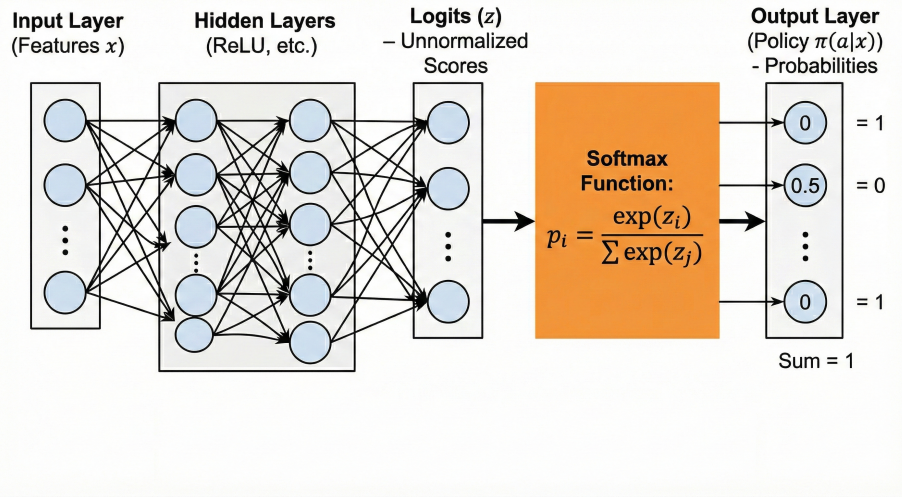 Input Layer
(Features x)
Hidden Layers
(ReLU, etc.)
Logits (z)
– Unnormalized
Scores
Output Layer
(Policy π(a|x))
- Probabilities
Softmax
Function:
p_i = exp(z_i) / ∑ exp(z_j)
0 = 1
0.5 = 0
0 = 1
Sum = 1